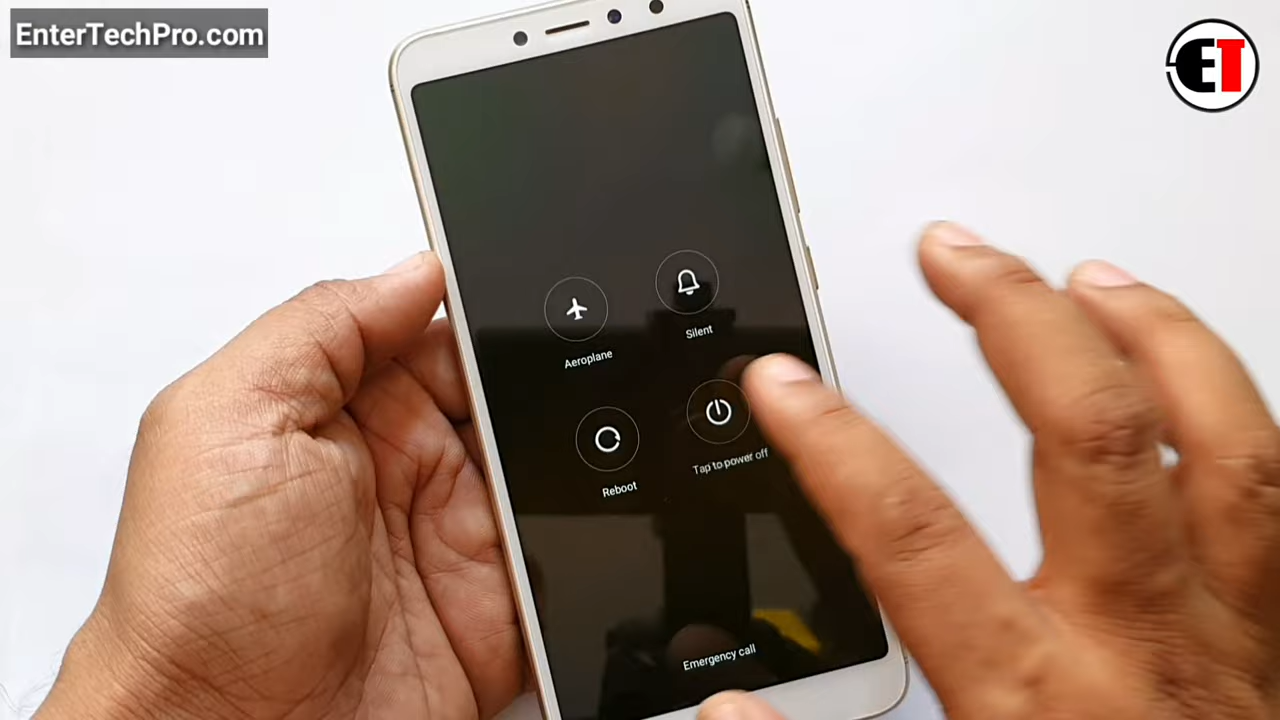 EnterTechPro.com
ET
Aeroplane
Silent
Reboot
Tap to power off
Emergency call